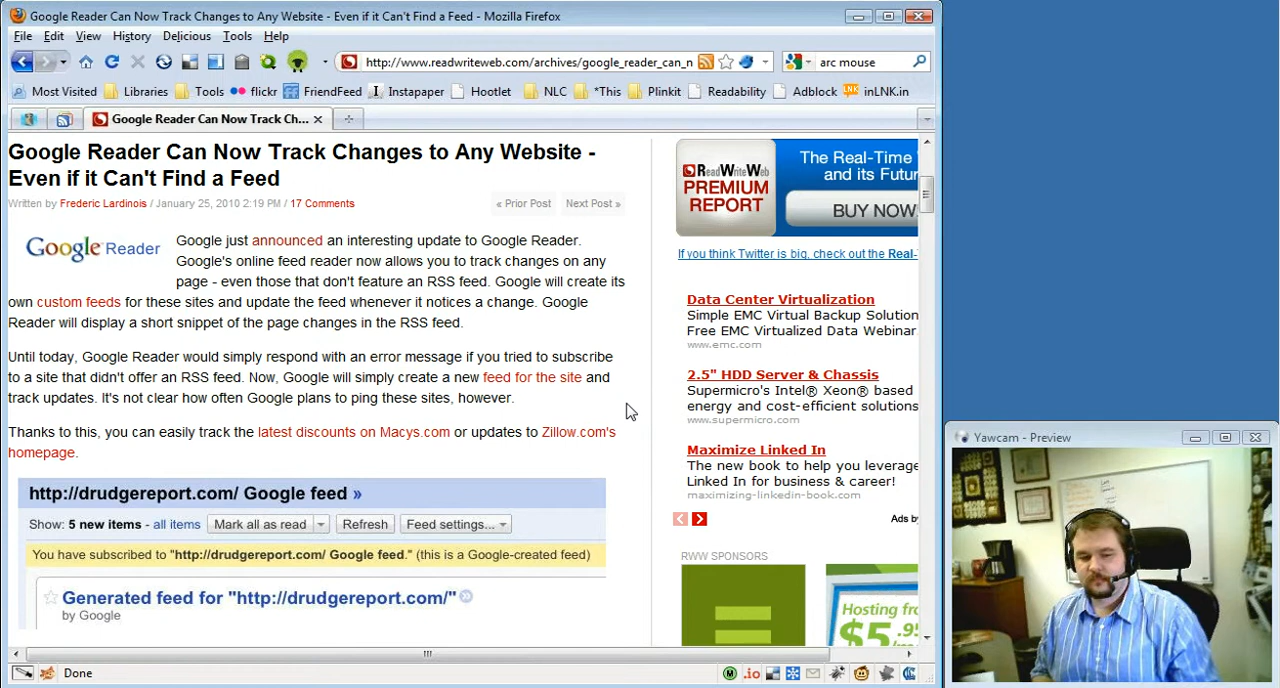 Google Reader Can Now Track Changes to Any Website - Even if it Can't Find a Feed - Mozilla Firefox
File Edit View History Delicious Tools Help
http://www.readwriteweb.com/archives/google_reader_can_n
arc mouse
Most Visited Libraries Tools flickr FriendFeed Instapaper Hootlet NLC *This Plinkit Readability Adblock inLNK.in
Google Reader Can Now Track Ch...
Google Reader Can Now Track Changes to Any Website -
Even if it Can't Find a Feed
Written by Frederic Lardinois / January 25, 2010 2:19 PM / 17 Comments
« Prior Post Next Post »
Google Reader
Google just announced an interesting update to Google Reader.
Google's online feed reader now allows you to track changes on any
page - even those that don't feature an RSS feed. Google will create its
own custom feeds for these sites and update the feed whenever it notices a change. Google
Reader will display a short snippet of the page changes in the RSS feed.
Until today, Google Reader would simply respond with an error message if you tried to subscribe
to a site that didn't offer an RSS feed. Now, Google will simply create a new feed for the site and
track updates. It's not clear how often Google plans to ping these sites, however.
Thanks to this, you can easily track the latest discounts on Macys.com or updates to Zillow.com's
homepage.
http://drudgereport.com/ Google feed »
Show: 5 new items - all items Mark all as read Refresh Feed settings...
You have subscribed to "http://drudgereport.com/ Google feed." (this is a Google-created feed)
Generated feed for "http://drudgereport.com/"
by Google
ReadWriteWeb
PREMIUM
REPORT
The Real-Time
and its Futur
BUY NOW
If you think Twitter is big, check out the Real-
Data Center Virtualization
Simple EMC Virtual Backup Solution
Free EMC Virtualized Data Webinar
www.emc.com
2.5" HDD Server & Chassis
Supermicro's Intel® Xeon® based
energy and cost-efficient solutions
www.supermicro.com
Maximize Linked In
The new book to help you leverage
Linked In for business & career!
maximizing-linkedin-book.com
Ads by
RWW SPONSORS
Hosting fro
$5.95
Done
.io
Yawcam - Preview